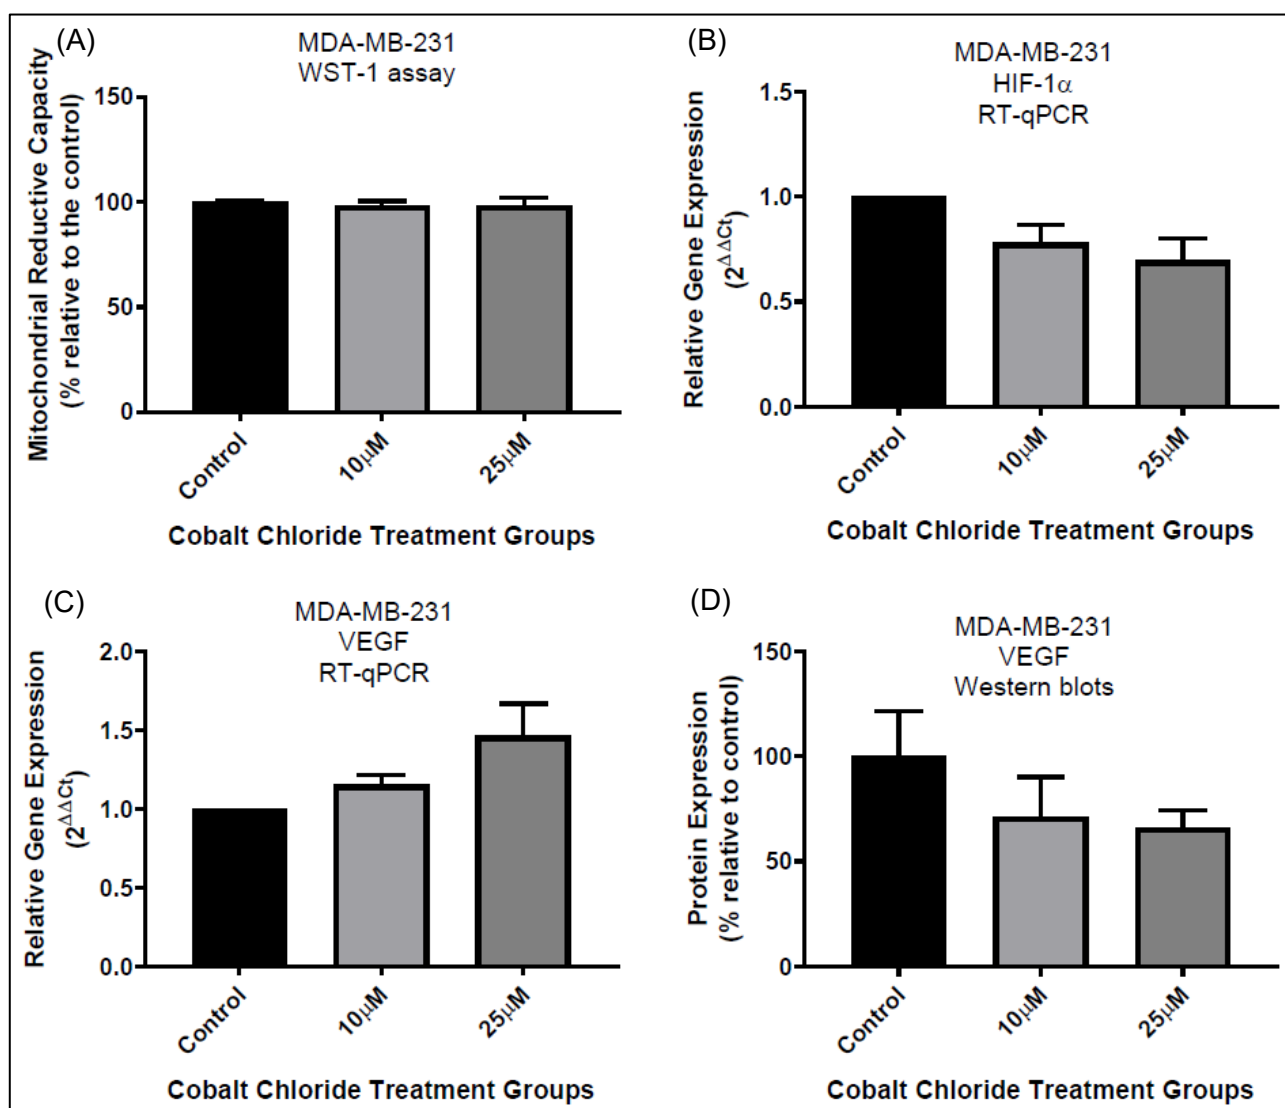 (A)
MDA-MB-231
WST-1 assay
Mitochondrial Reductive Capacity
(% relative to the control)
150
100
50
0
Control
10μM
25μM
Cobalt Chloride Treatment Groups
(B)
MDA-MB-231
HIF-1α
RT-qPCR
Relative Gene Expression
(2^ΔΔCt)
1.5
1.0
0.5
0.0
Control
10μM
25μM
Cobalt Chloride Treatment Groups
(C)
MDA-MB-231
VEGF
RT-qPCR
Relative Gene Expression
(2^ΔΔCt)
2.0
1.5
1.0
0.5
0.0
Control
10μM
25μM
Cobalt Chloride Treatment Groups
(D)
MDA-MB-231
VEGF
Western blots
Protein Expression
(% relative to control)
150
100
50
0
Control
10μM
25μM
Cobalt Chloride Treatment Groups